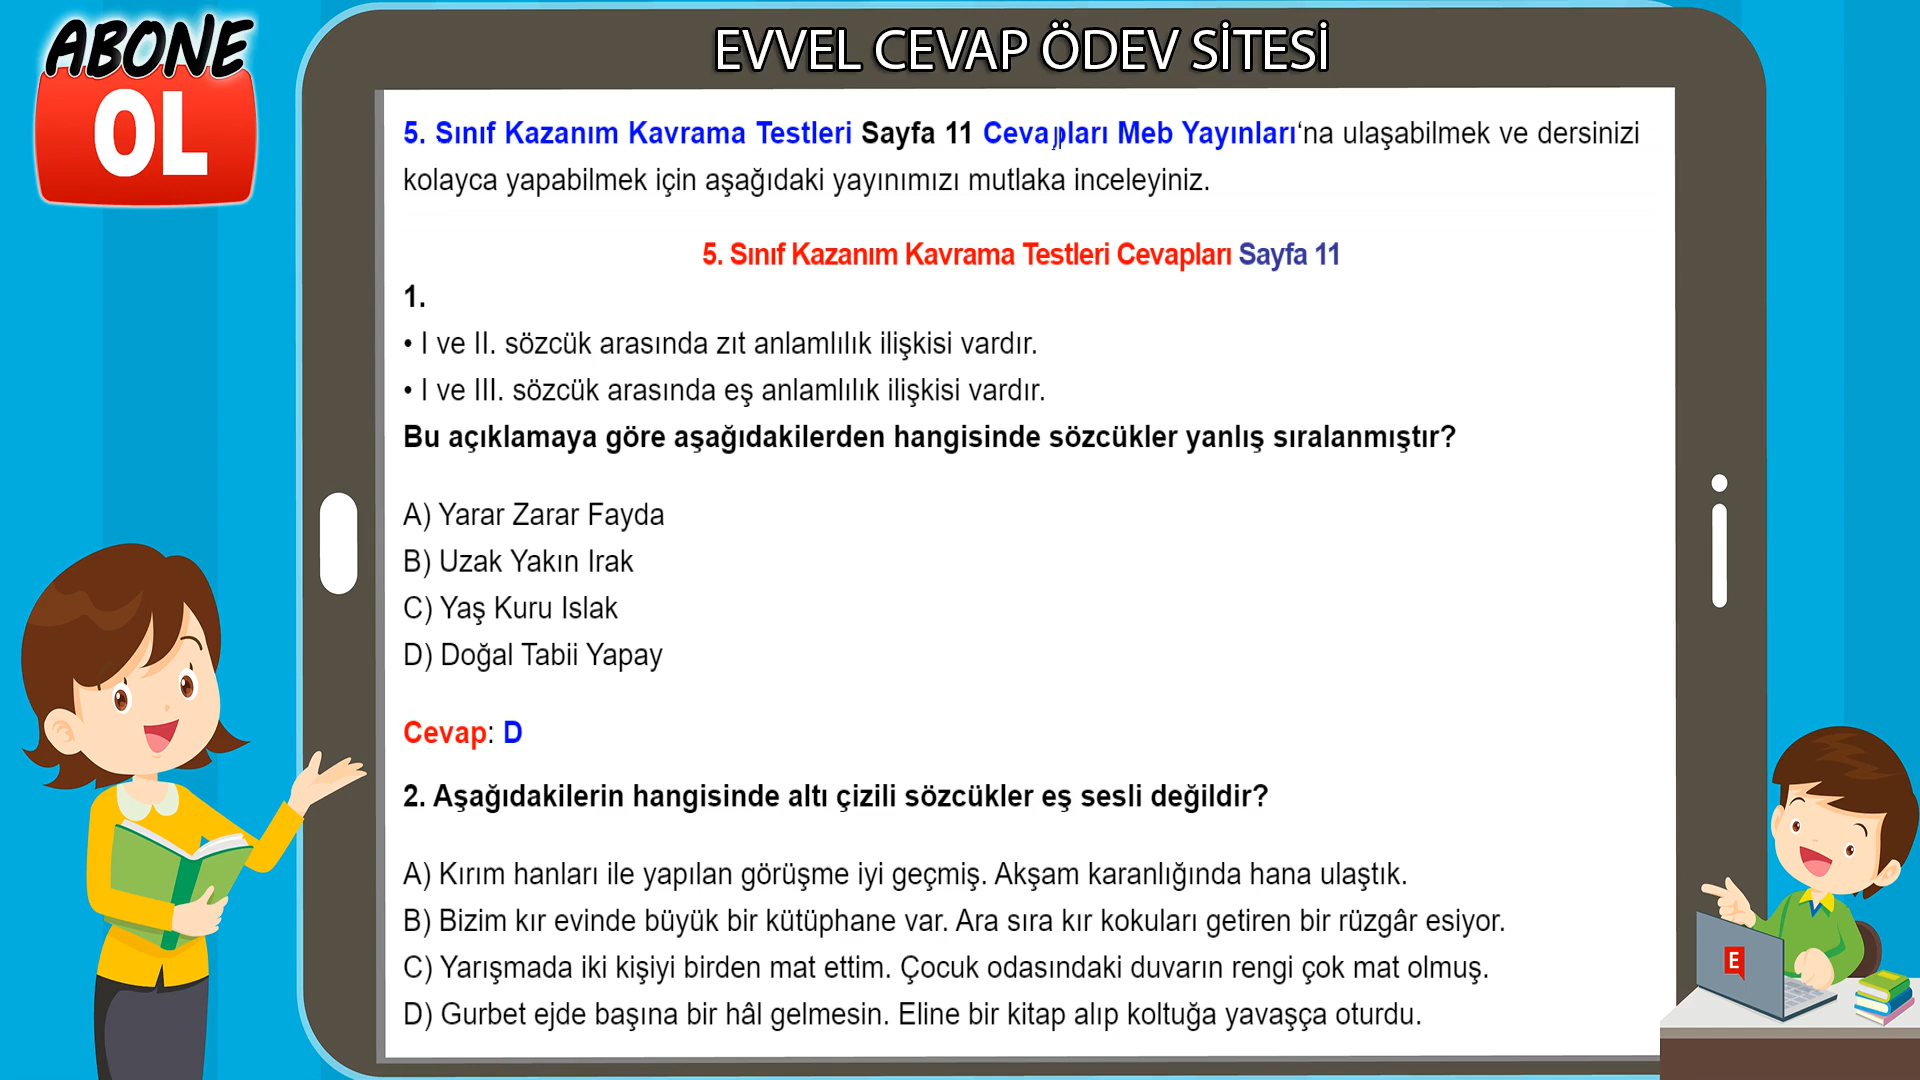 ABONE
OL
EVVEL CEVAP ÖDEV SİTESİ
5. Sınıf Kazanım Kavrama Testleri Sayfa 11 Cevapları Meb Yayınları‘na ulaşabilmek ve dersinizi
kolayca yapabilmek için aşağıdaki yayınımızı mutlaka inceleyiniz.
5. Sınıf Kazanım Kavrama Testleri Cevapları Sayfa 11
1.
• I ve II. sözcük arasında zıt anlamlılık ilişkisi vardır.
• I ve III. sözcük arasında eş anlamlılık ilişkisi vardır.
Bu açıklamaya göre aşağıdakilerden hangisinde sözcükler yanlış sıralanmıştır?
A) Yarar Zarar Fayda
B) Uzak Yakın Irak
C) Yaş Kuru Islak
D) Doğal Tabii Yapay
Cevap: D
2. Aşağıdakilerin hangisinde altı çizili sözcükler eş sesli değildir?
A) Kırım hanları ile yapılan görüşme iyi geçmiş. Akşam karanlığında hana ulaştık.
B) Bizim kır evinde büyük bir kütüphane var. Ara sıra kır kokuları getiren bir rüzgâr esiyor.
C) Yarışmada iki kişiyi birden mat ettim. Çocuk odasındaki duvarın rengi çok mat olmuş.
D) Gurbet ejde başına bir hâl gelmesin. Eline bir kitap alıp koltuğa yavaşça oturdu.
E